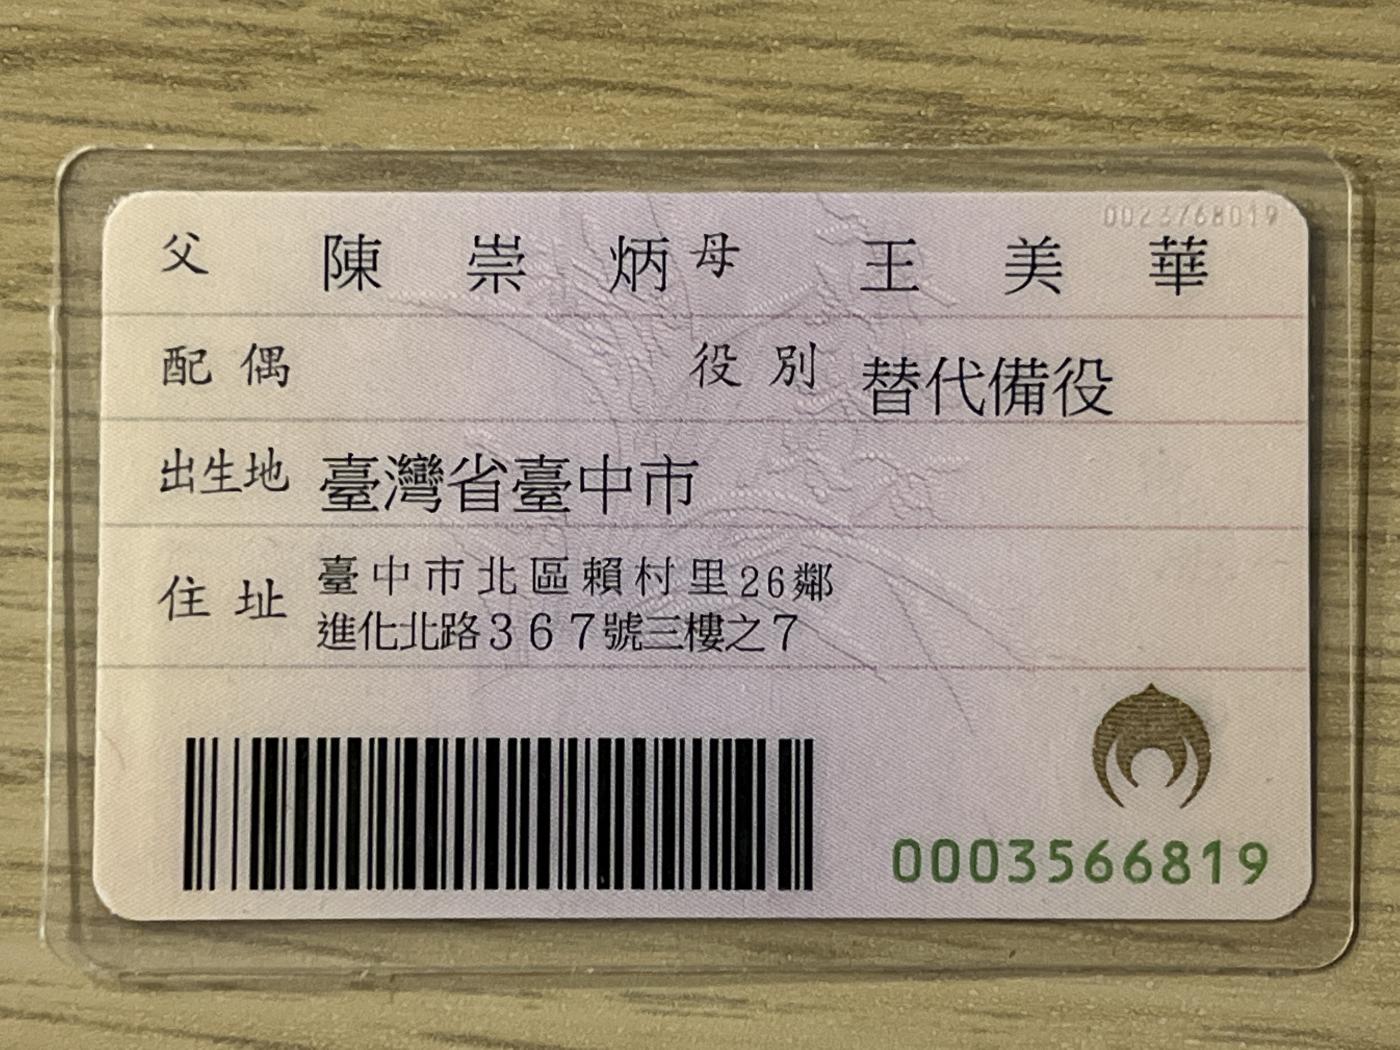 0023768019
父 陳崇炳 母 王美華
配偶 役別 替代備役
出生地 臺灣省臺中市
住址 臺中市北區賴村里26鄰
進化北路367號三樓之7
0003566819